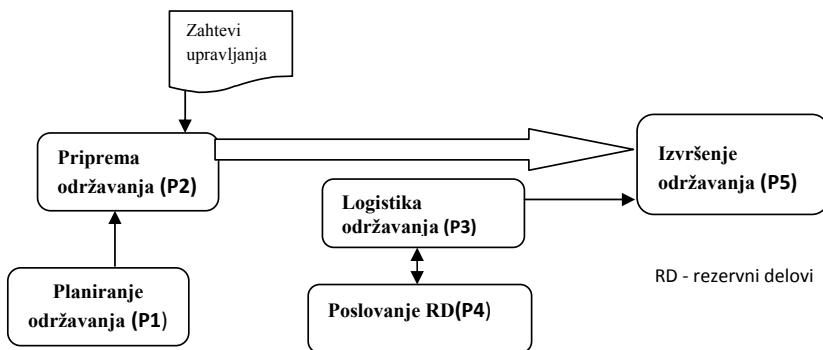 Zahtevi
upravljanja
Priprema
održavanja (P2)
Izvršenje
održavanja (P5)
Logistika
održavanja (P3)
RD - rezervni delovi
Planiranje
održavanja (P1)
Poslovanje RD(P4)